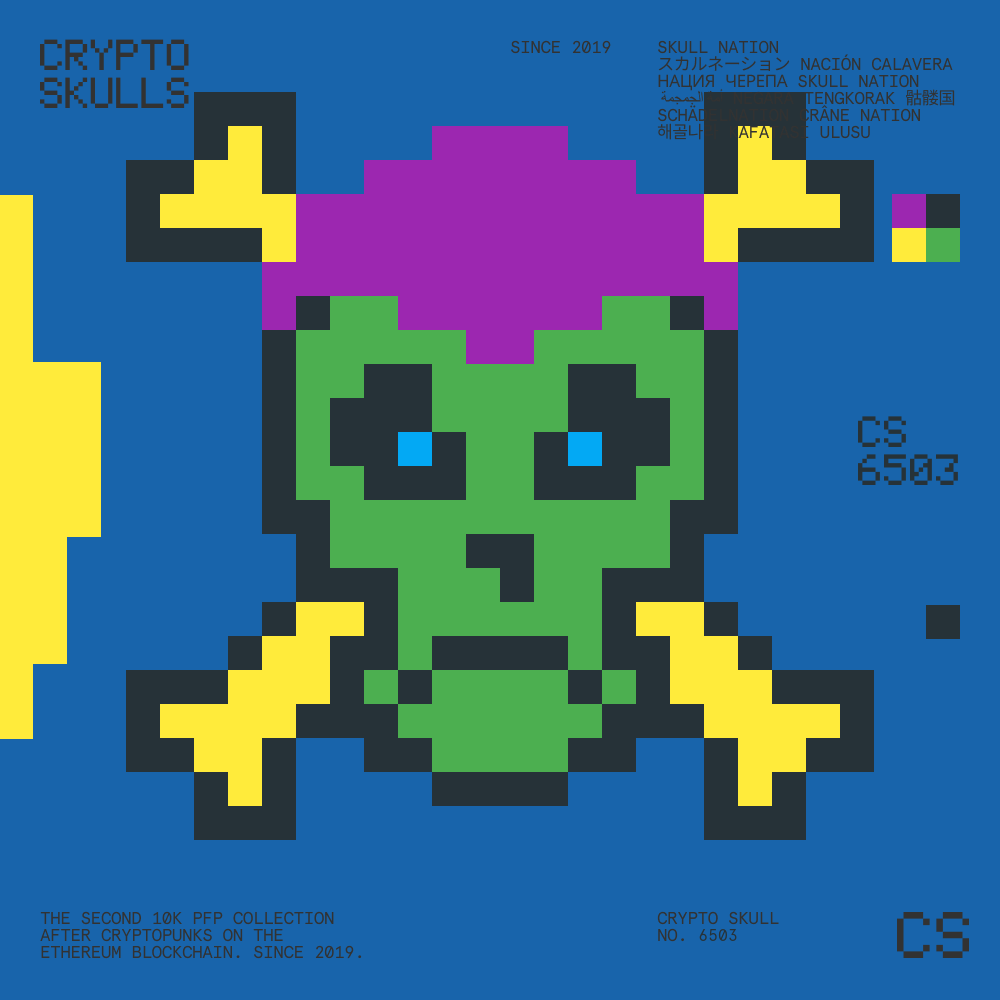 CRYPTO
SKULLS
SINCE 2019
SKULL NATION
スカルネーション NACIÓN CALAVERA
НАЦИЯ ЧЕРЕПА SKULL NATION
TENGKORAK 骷髅国
CRÂNE NATION
해골 ULUSU
CS
6503
THE SECOND 10K PFP COLLECTION
AFTER CRYPTOPUNKS ON THE
ETHEREUM BLOCKCHAIN. SINCE 2019.
CRYPTO SKULL
NO. 6503
CS